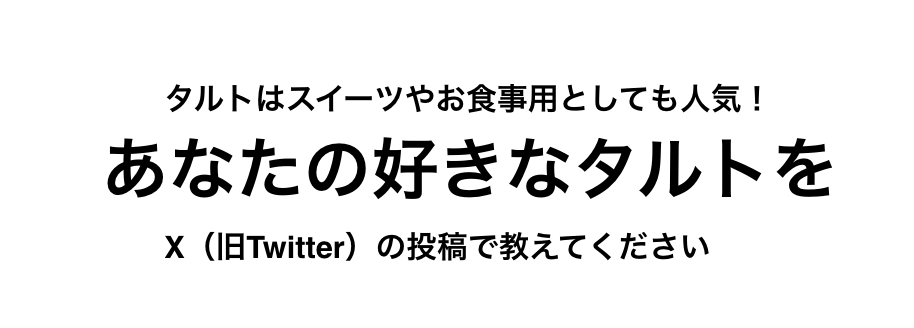 タルトはスイーツやお食事用としても人気！
あなたの好きなタルトを
X（旧Twitter）の投稿で教えてください